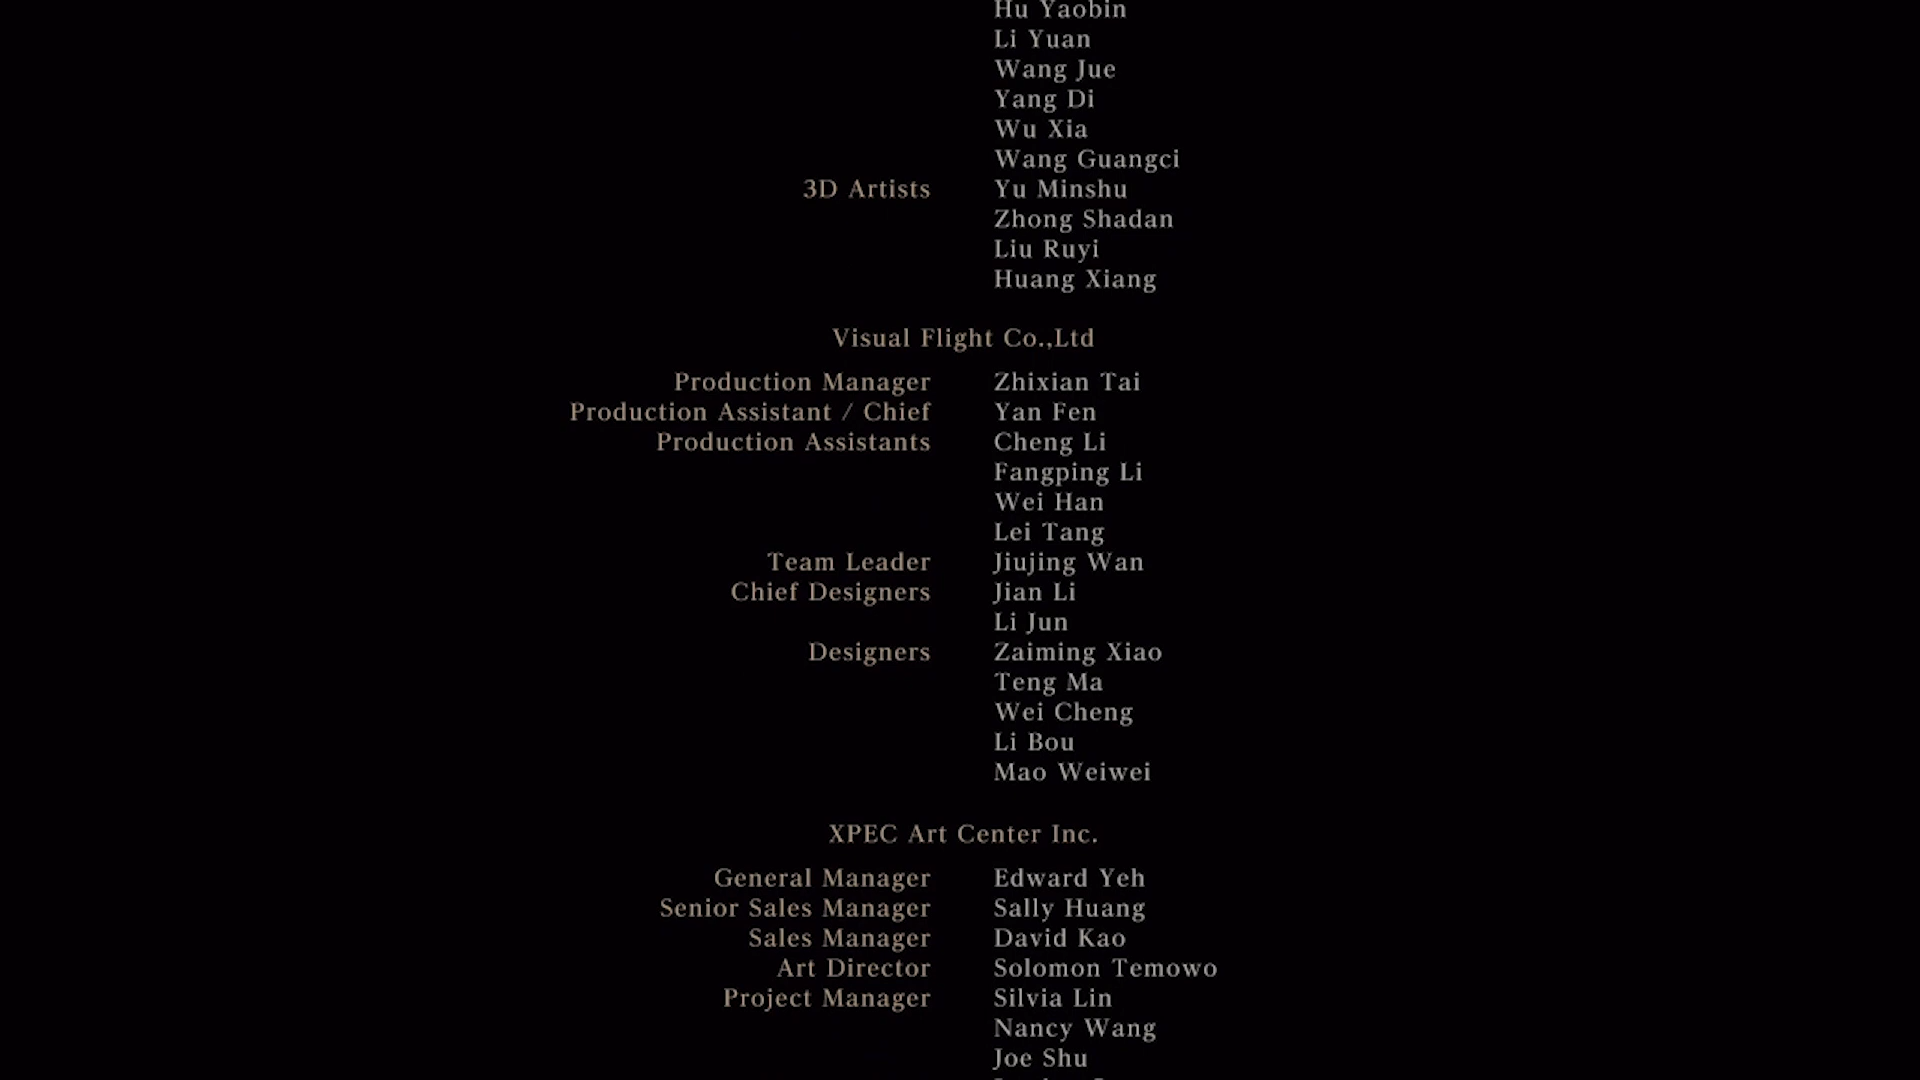 Hu Yaobin
Li Yuan
Wang Jue
Yang Di
Wu Xia
Wang Guangci
3D Artists Yu Minshu
Zhong Shadan
Liu Ruyi
Huang Xiang
Visual Flight Co.,Ltd
Production Manager Zhixian Tai
Production Assistant / Chief Yan Fen
Production Assistants Cheng Li
Fangping Li
Wei Han
Lei Tang
Team Leader Jiujing Wan
Chief Designers Jian Li
Li Jun
Designers Zaiming Xiao
Teng Ma
Wei Cheng
Li Bou
Mao Weiwei
XPEC Art Center Inc.
General Manager Edward Yeh
Senior Sales Manager Sally Huang
Sales Manager David Kao
Art Director Solomon Temowo
Project Manager Silvia Lin
Nancy Wang
Joe Shu